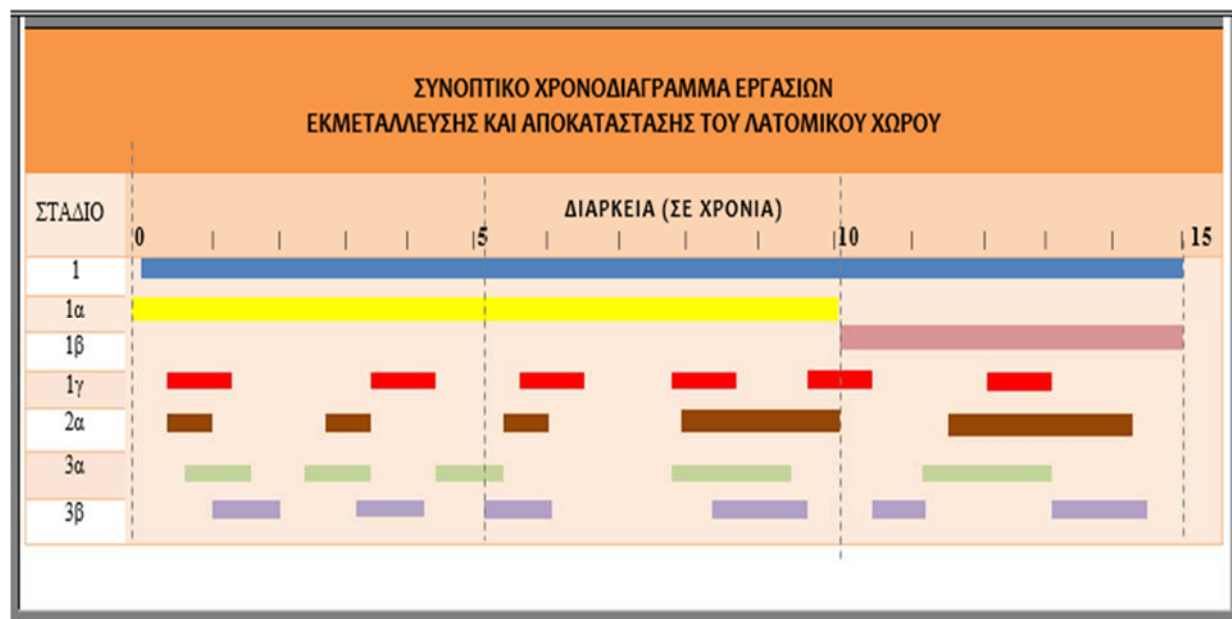 ΣΥΝΟΠΤΙΚΟ ΧΡΟΝΟΔΙΑΓΡΑΜΜΑ ΕΡΓΑΣΙΩΝ
ΕΚΜΕΤΑΛΛΕΥΣΗΣ ΚΑΙ ΑΠΟΚΑΤΑΣΤΑΣΗΣ ΤΟΥ ΛΑΤΟΜΙΚΟΥ ΧΩΡΟΥ
ΣΤΑΔΙΟ
ΔΙΑΡΚΕΙΑ (ΣΕ ΧΡΟΝΙΑ)
0 5 10 15
1
1α
1β
1γ
2α
3α
3β